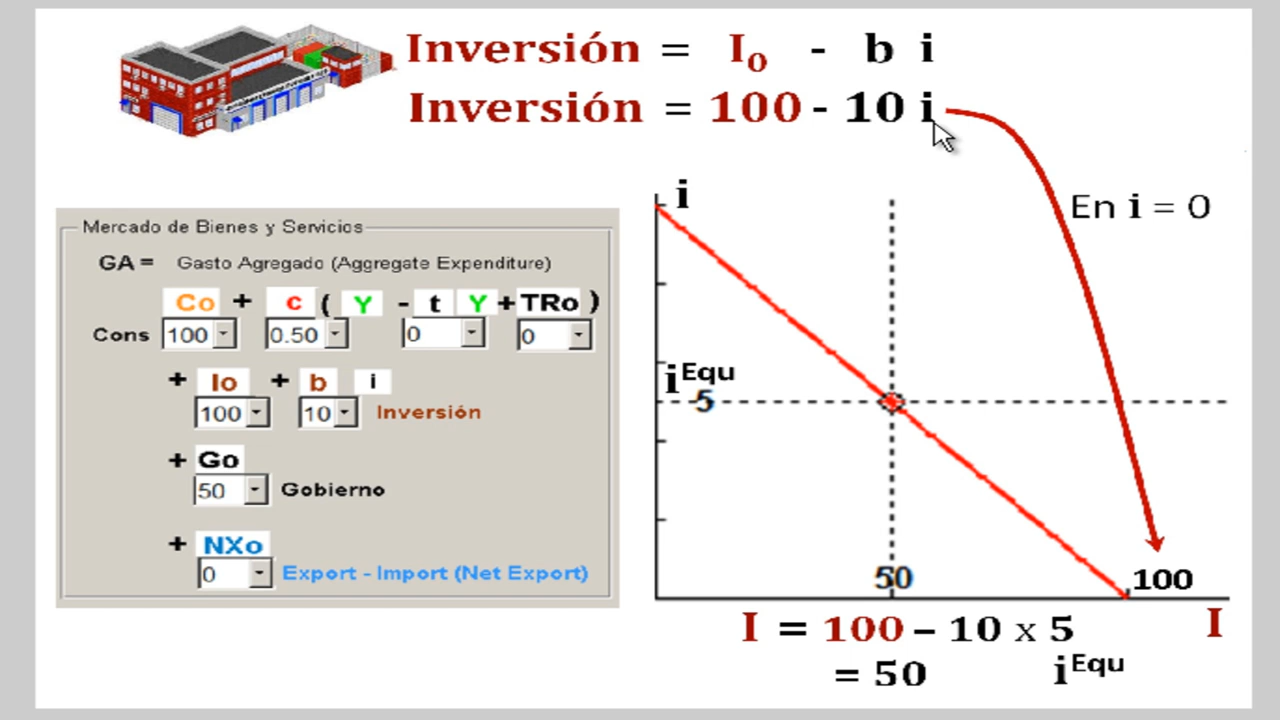 Inversión = I₀ - b i
Inversión = 100 - 10 i
En i = 0
Mercado de Bienes y Servicios
GA = Gasto Agregado (Aggregate Expenditure)
Co + c ( Y - t Y + TRo )
Cons 100 0.50 0 0
+ Io + b i
100 10 Inversión
+ Go
50 Gobierno
+ NXo
0 Export - Import (Net Export)
i
iᴱqu
5
50
100
I
I = 100 – 10 x 5
= 50 iᴱqu